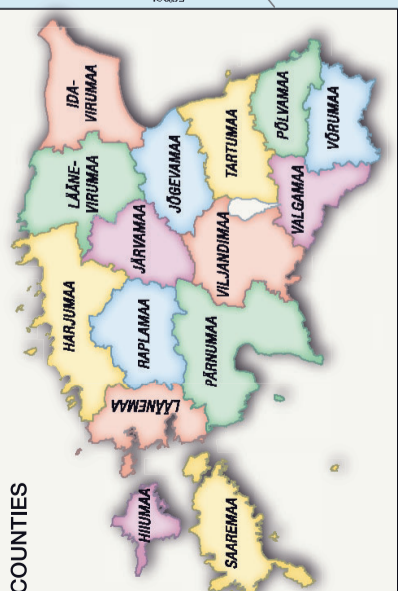 COUNTIES
HIIUMAA
SAAREMAA
LÄÄNEMAA
HARJUMAA
RAPLAMAA
PÄRNUMAA
LÄÄNE-
VIRUMAA
JÄRVAMAA
VILJANDIMAA
IDA-
VIRUMAA
JÕGEVAMAA
TARTUMAA
VALGAMAA
PÕLVAMAA
VÕRUMAA